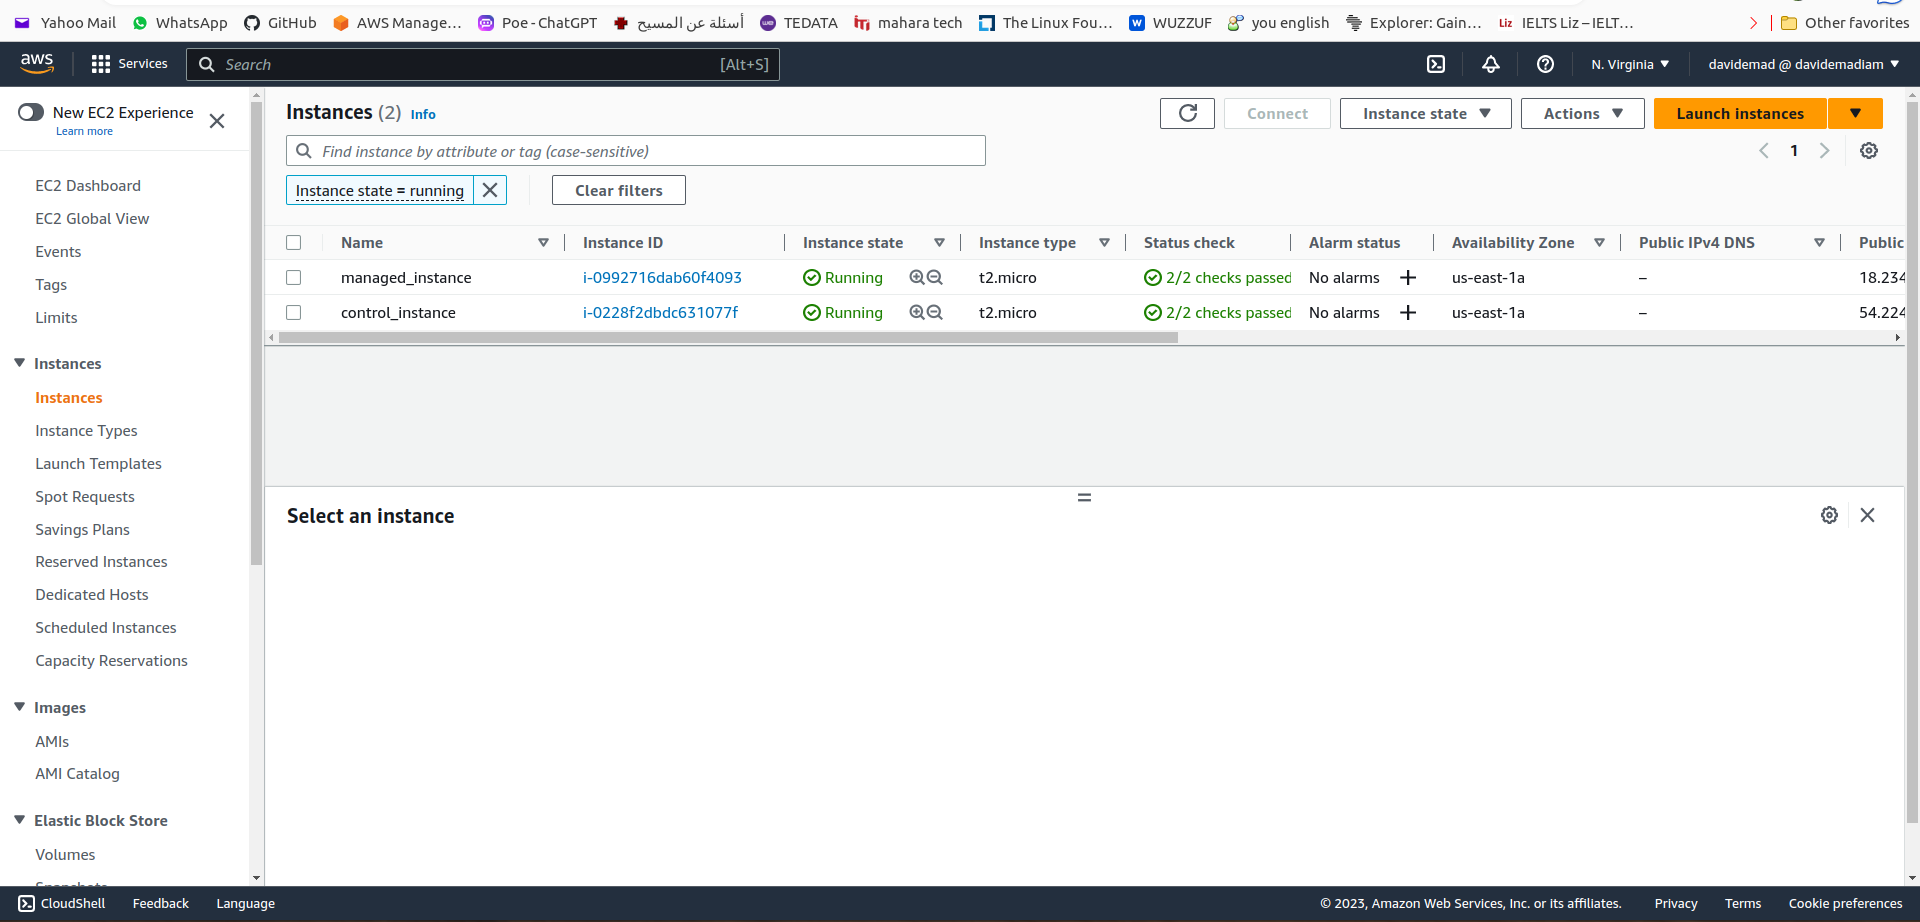 Yahoo Mail WhatsApp GitHub AWS Manage... Poe - ChatGPT أسئلة عن المسيح TEDATA mahara tech The Linux Fou... WUZZUF you english Explorer: Gain... Liz IELTS Liz – IELT... Other favorites
aws Services Search [Alt+S] N. Virginia davidemad @ davidemadiam
New EC2 Experience
Learn more
EC2 Dashboard
EC2 Global View
Events
Tags
Limits
Instances
Instances
Instance Types
Launch Templates
Spot Requests
Savings Plans
Reserved Instances
Dedicated Hosts
Scheduled Instances
Capacity Reservations
Images
AMIs
AMI Catalog
Elastic Block Store
Volumes
Snapshots
Instances (2) Info Connect Instance state Actions Launch instances
Find instance by attribute or tag (case-sensitive) 1
Instance state = running Clear filters
Name Instance ID Instance state Instance type Status check Alarm status Availability Zone Public IPv4 DNS Public
managed_instance i-0992716dab60f4093 Running t2.micro 2/2 checks passed No alarms + us-east-1a – 18.234
control_instance i-0228f2dbdc631077f Running t2.micro 2/2 checks passed No alarms + us-east-1a – 54.224
Select an instance
CloudShell Feedback Language © 2023, Amazon Web Services, Inc. or its affiliates. Privacy Terms Cookie preferences